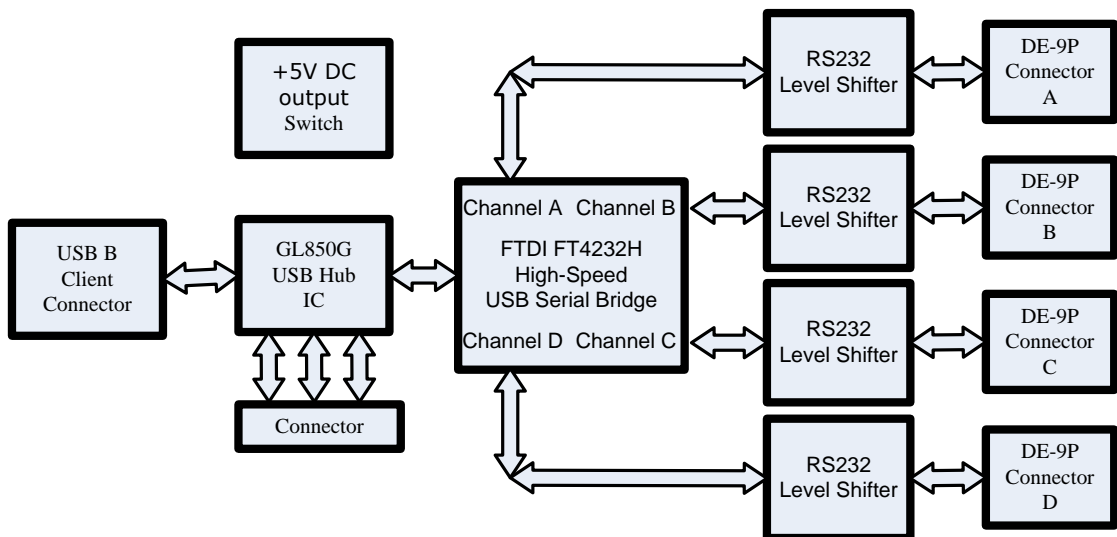 +5V DC
output
Switch
USB B
Client
Connector
GL850G
USB Hub
IC
Connector
Channel A Channel B
FTDI FT4232H
High-Speed
USB Serial Bridge
Channel D Channel C
RS232
Level Shifter
DE-9P
Connector
A
RS232
Level Shifter
DE-9P
Connector
B
RS232
Level Shifter
DE-9P
Connector
C
RS232
Level Shifter
DE-9P
Connector
D